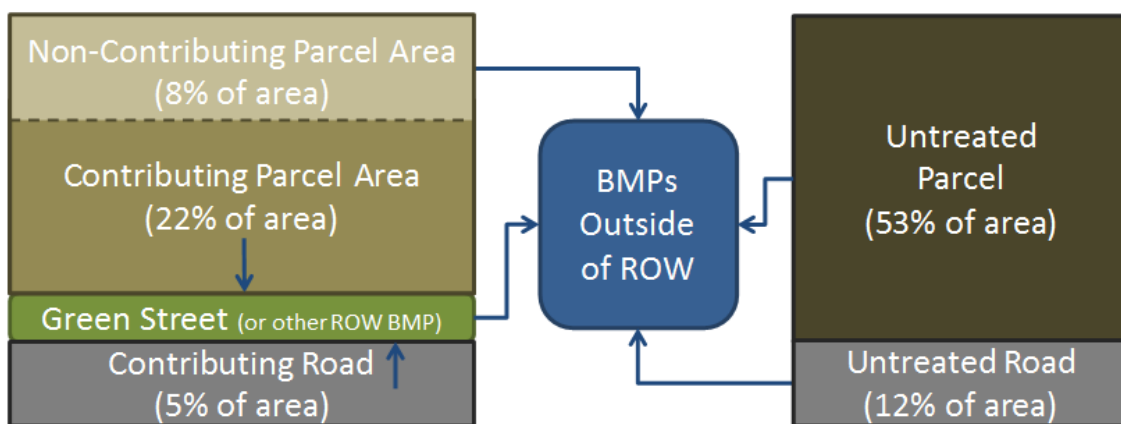 Non-Contributing Parcel Area
(8% of area)
Contributing Parcel Area
(22% of area)
Green Street (or other ROW BMP)
Contributing Road
(5% of area)
BMPs
Outside
of ROW
Untreated
Parcel
(53% of area)
Untreated Road
(12% of area)